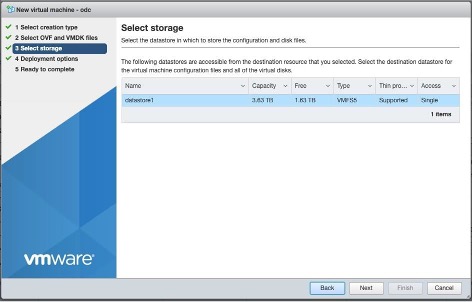 New virtual machine - odc
1 Select creation type
2 Select OVF and VMDK files
3 Select storage
4 Deployment options
5 Ready to complete
Select storage
Select the datastore in which to store the configuration and disk files.
The following datastores are accessible from the destination resource that you selected. Select the destination datastore for
the virtual machine configuration files and all of the virtual disks.
Name Capacity Free Type Thin pro... Access
datastore1 3.63 TB 1.63 TB VMFS5 Supported Single
1 items
vmware
Back Next Finish Cancel